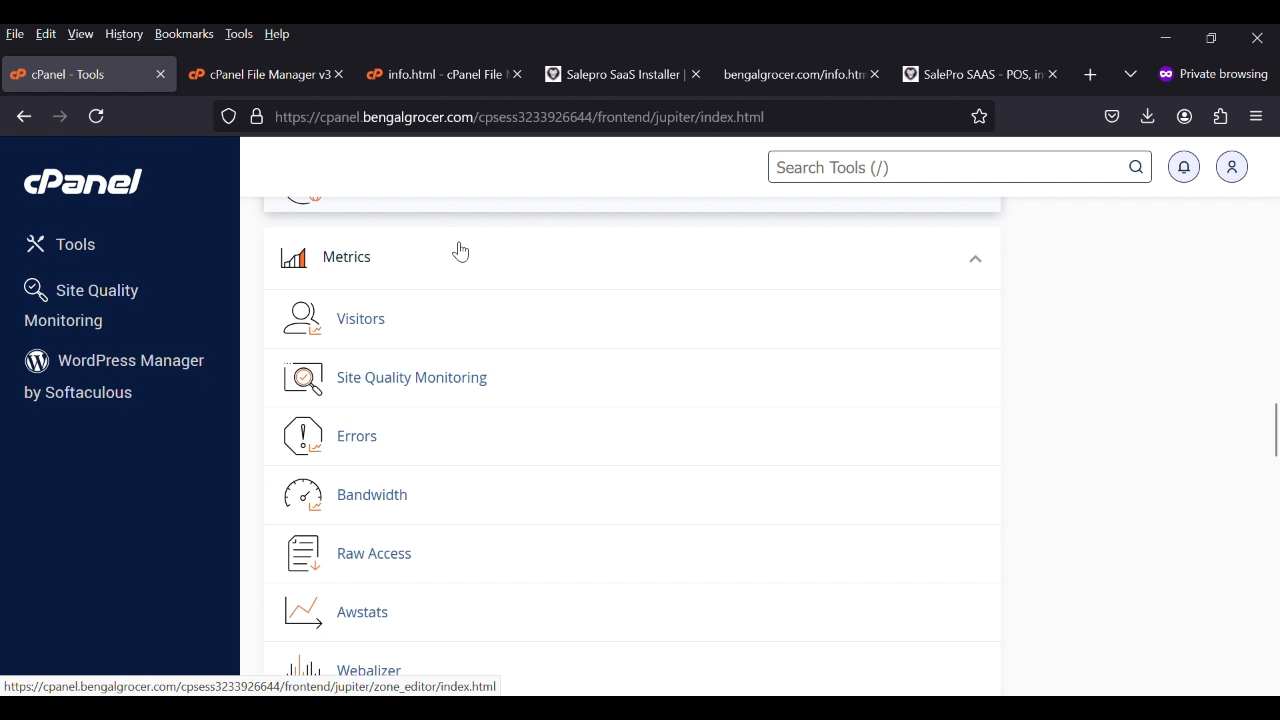 File Edit View History Bookmarks Tools Help
cPanel - Tools
cPanel File Manager v3
info.html - cPanel File
Salepro SaaS Installer |
bengalgrocer.com/info.htm
SalePro SAAS - POS, in
Private browsing
https://cpanel.bengalgrocer.com/cpsess3233926644/frontend/jupiter/index.html
cPanel
Search Tools (/)
Tools
Site Quality
Monitoring
WordPress Manager
by Softaculous
Metrics
Visitors
Site Quality Monitoring
Errors
Bandwidth
Raw Access
Awstats
Webalizer
https://cpanel.bengalgrocer.com/cpsess3233926644/frontend/jupiter/zone_editor/index.html